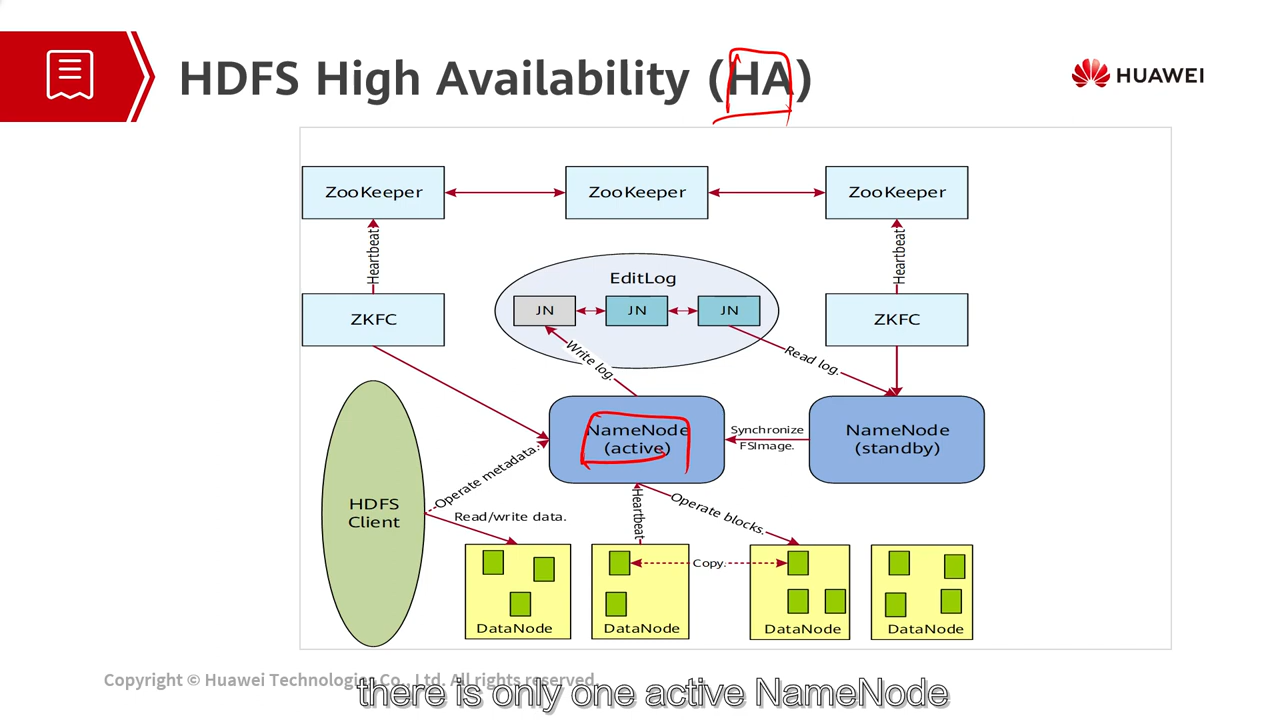 HDFS High Availability (HA)
HUAWEI
ZooKeeper
ZooKeeper
ZooKeeper
Heartbeat
Heartbeat
EditLog
JN
JN
JN
ZKFC
ZKFC
Write log.
Read log.
NameNode
(active)
Synchronize
FSImage.
NameNode
(standby)
Operate metadata.
HDFS
Client
Read/write data.
Heartbeat
Operate blocks.
Copy.
DataNode
DataNode
DataNode
DataNode
Copyright © Huawei Technologies Co., Ltd. All rights reserved.
there is only one active NameNode